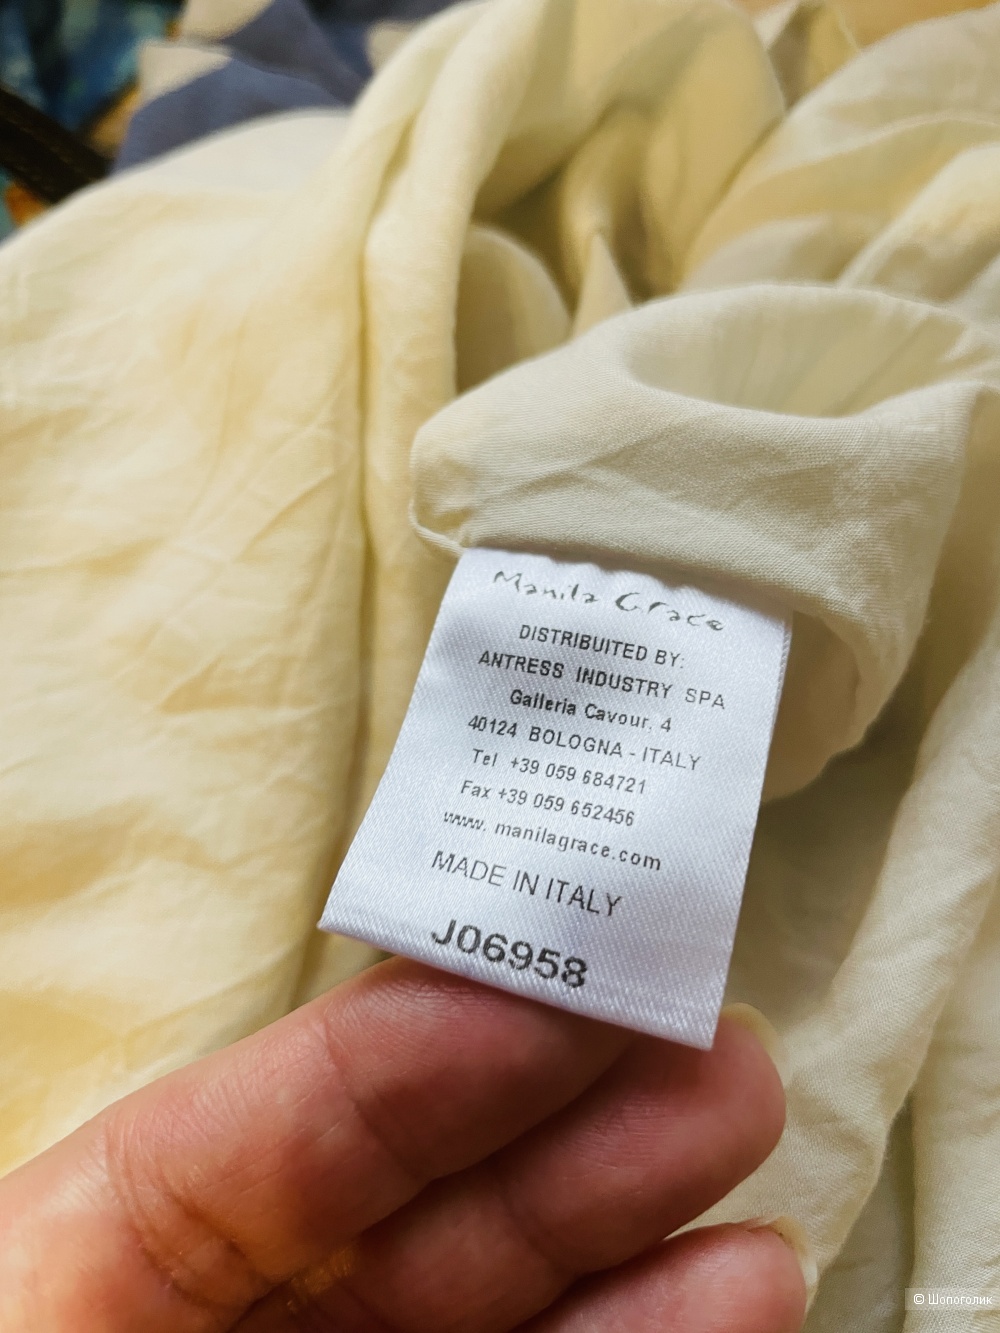 Manila Grace
DISTRIBUITED BY:
ANTRESS INDUSTRY SPA
Galleria Cavour, 4
40124 BOLOGNA - ITALY
Tel +39 059 684721
Fax +39 059 652456
www. manilagrace.com
MADE IN ITALY
J06958
© Шопоголик